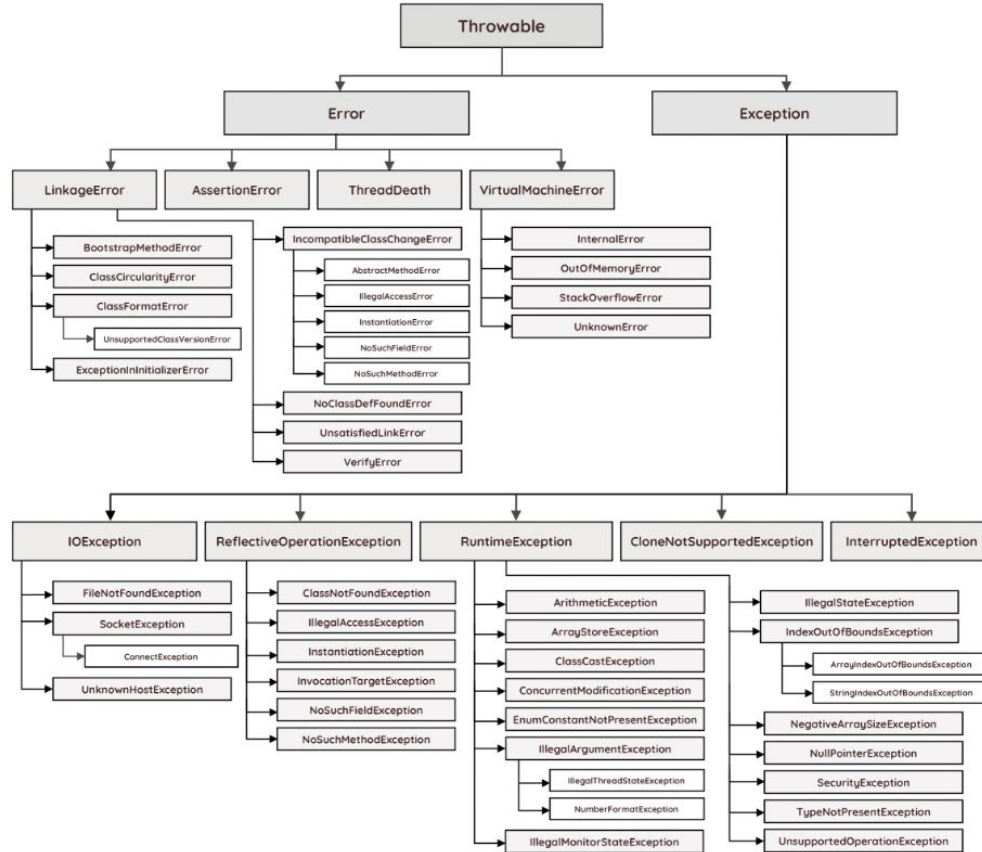 Throwable
Error
Exception
LinkageError
AssertionError
ThreadDeath
VirtualMachineError
BootstrapMethodError
ClassCircularityError
ClassFormatError
UnsupportedClassVersionError
ExceptionInInitializerError
IncompatibleClassChangeError
AbstractMethodError
IllegalAccessError
InstantiationError
NoSuchFieldError
NoSuchMethodError
NoClassDefFoundError
UnsatisfiedLinkError
VerifyError
InternalError
OutOfMemoryError
StackOverflowError
UnknownError
IOException
ReflectiveOperationException
RuntimeException
CloneNotSupportedException
InterruptedException
FileNotFoundException
SocketException
ConnectException
UnknownHostException
ClassNotFoundException
IllegalAccessException
InstantiationException
InvocationTargetException
NoSuchFieldException
NoSuchMethodException
ArithmeticException
ArrayStoreException
ClassCastException
ConcurrentModificationException
EnumConstantNotPresentException
IllegalArgumentException
IllegalThreadStateException
NumberFormatException
IllegalMonitorStateException
IllegalStateException
IndexOutOfBoundsException
ArrayIndexOutOfBoundsException
StringIndexOutOfBoundsException
NegativeArraySizeException
NullPointerException
SecurityException
TypeNotPresentException
UnsupportedOperationException